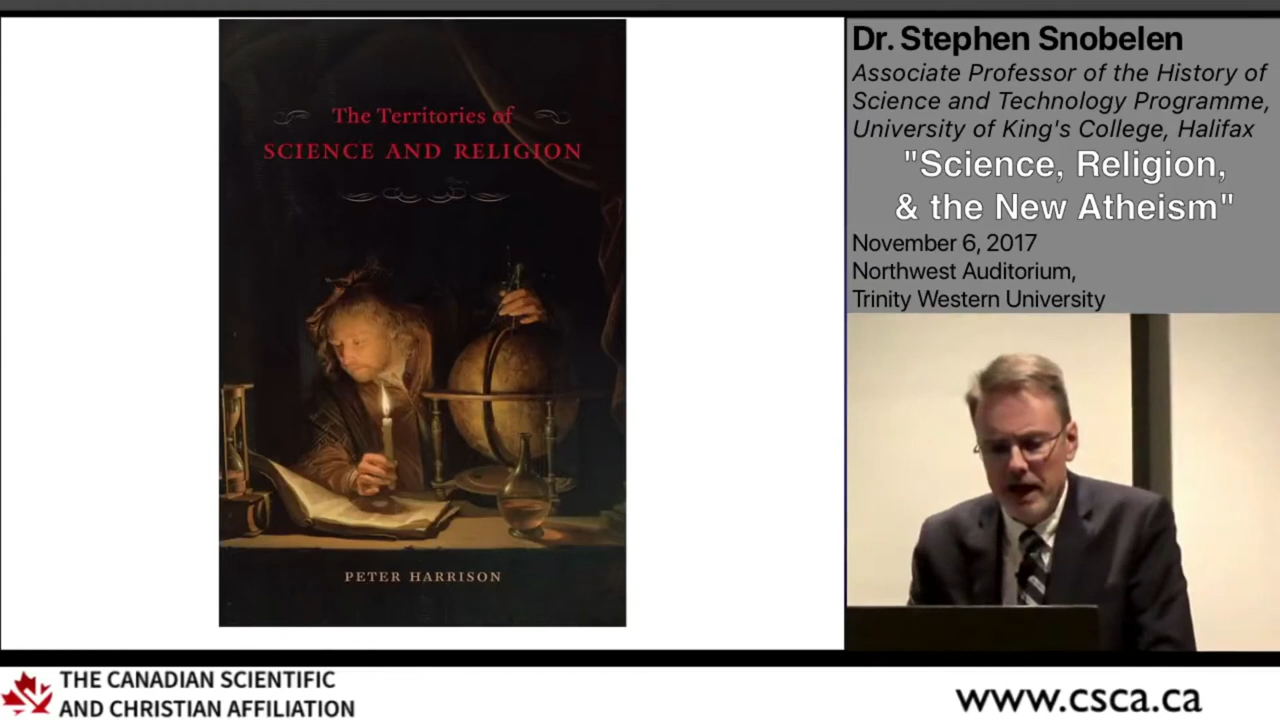 The Territories of
SCIENCE AND RELIGION
PETER HARRISON
Dr. Stephen Snobelen
Associate Professor of the History of
Science and Technology Programme,
University of King's College, Halifax
"Science, Religion,
& the New Atheism"
November 6, 2017
Northwest Auditorium,
Trinity Western University
THE CANADIAN SCIENTIFIC
AND CHRISTIAN AFFILIATION
www.csca.ca